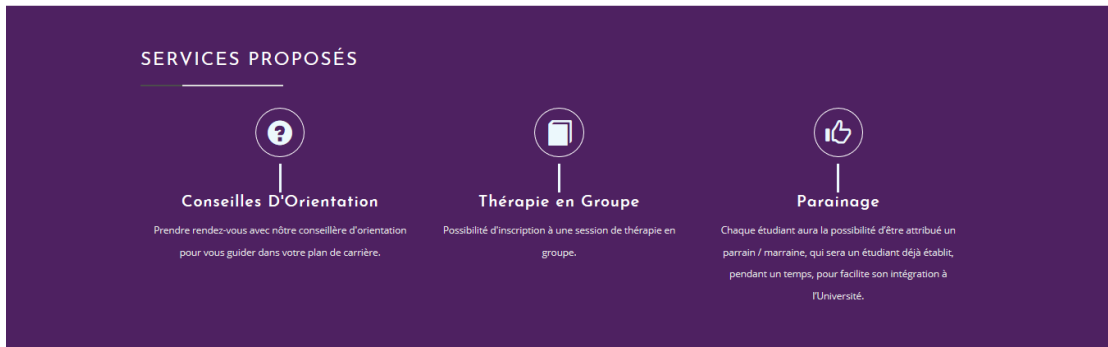 SERVICES PROPOSÉS
Conseilles D'Orientation
Prendre rendez-vous avec nôtre conseillère d'orientation
pour vous guider dans votre plan de carrière.
Thérapie en Groupe
Possibilité d'inscription à une session de thérapie en
groupe.
Parainage
Chaque étudiant aura la possibilité d'être attribué un
parrain / marraine, qui sera un étudiant déjà établit,
pendant un temps, pour facilite son intégration à
l'Université.